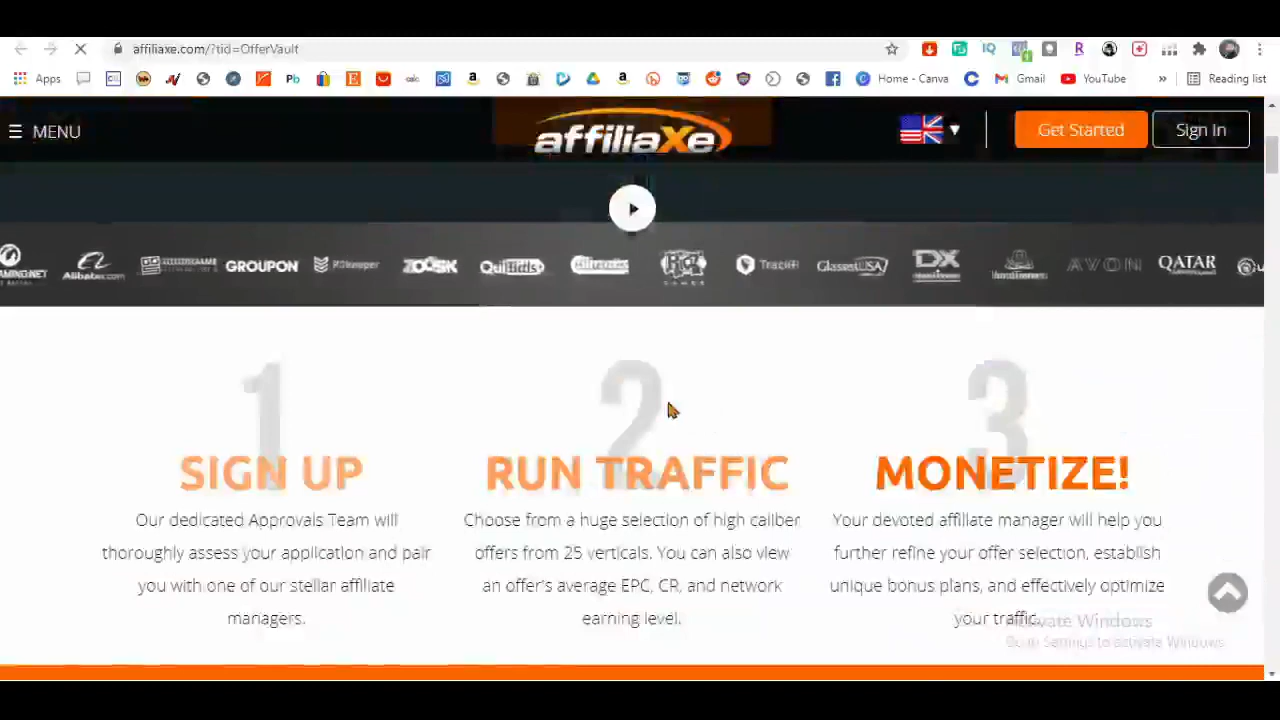 affiliaxe.com/?tid=OfferVault
Apps
Home - Canva
Gmail
YouTube
»
Reading list
☰ MENU
affiliaXe
Get Started
Sign In
Alibaba.com
GROUPON
ZOOSK
QuiBids
GlassesUSA
DX
AVON
QATAR
1
2
3
SIGN UP
RUN TRAFFIC
MONETIZE!
Our dedicated Approvals Team will
thoroughly assess your application and pair
you with one of our stellar affiliate
managers.
Choose from a huge selection of high caliber
offers from 25 verticals. You can also view
an offer's average EPC, CR, and network
earning level.
Your devoted affiliate manager will help you
further refine your offer selection, establish
unique bonus plans, and effectively optimize
your traffic.
Activate Windows
Go to Settings to activate Windows.